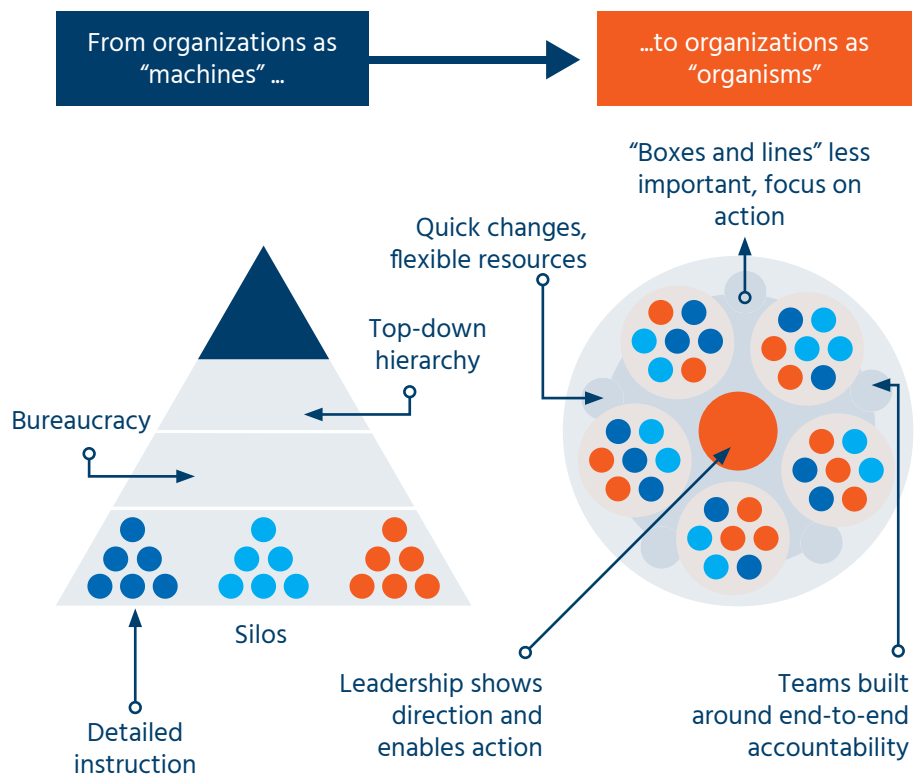 From organizations as
“machines” ...
...to organizations as
“organisms”
“Boxes and lines” less
important, focus on
action
Quick changes,
flexible resources
Top-down
hierarchy
Bureaucracy
Silos
Detailed
instruction
Leadership shows
direction and
enables action
Teams built
around end-to-end
accountability